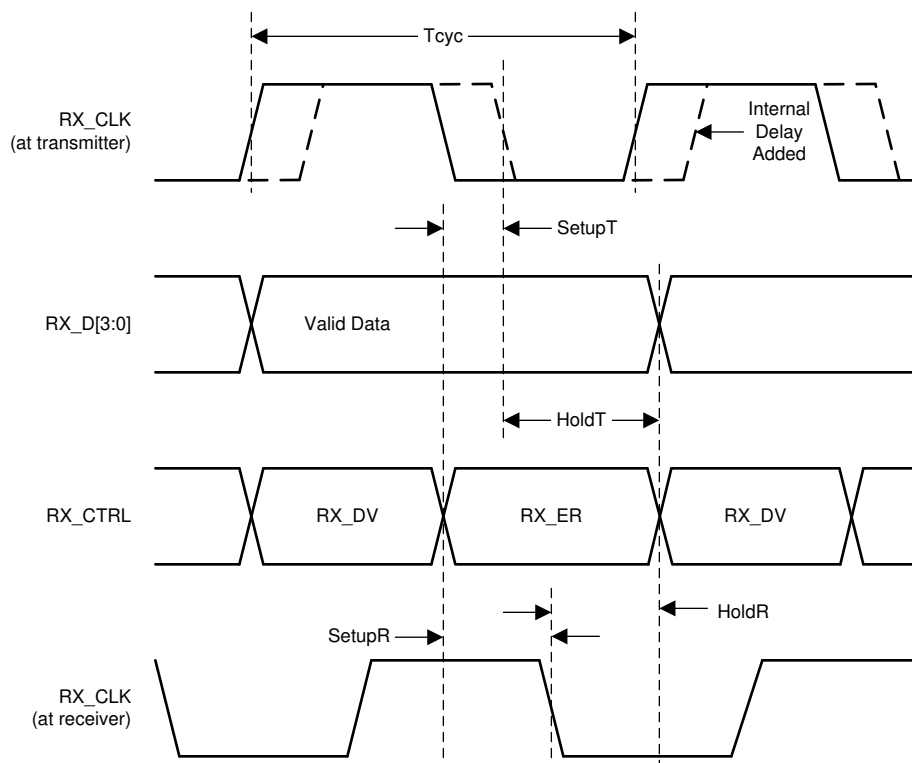 Tcyc
RX_CLK
(at transmitter)
Internal
Delay
Added
SetupT
RX_D[3:0]
Valid Data
HoldT
RX_CTRL
RX_DV
RX_ER
RX_DV
HoldR
SetupR
RX_CLK
(at receiver)